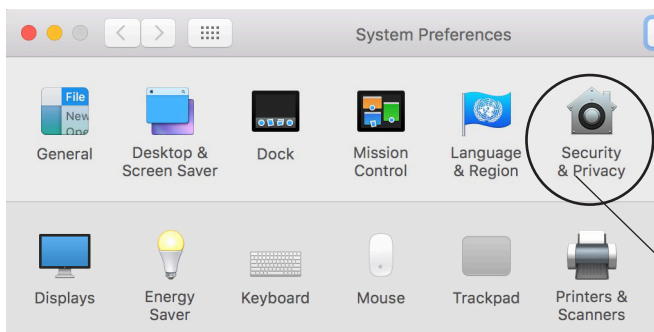 System Preferences
File
New
Ope
General
Desktop &
Screen Saver
Dock
Mission
Control
Language
& Region
Security
& Privacy
Displays
Energy
Saver
Keyboard
Mouse
Trackpad
Printers &
Scanners